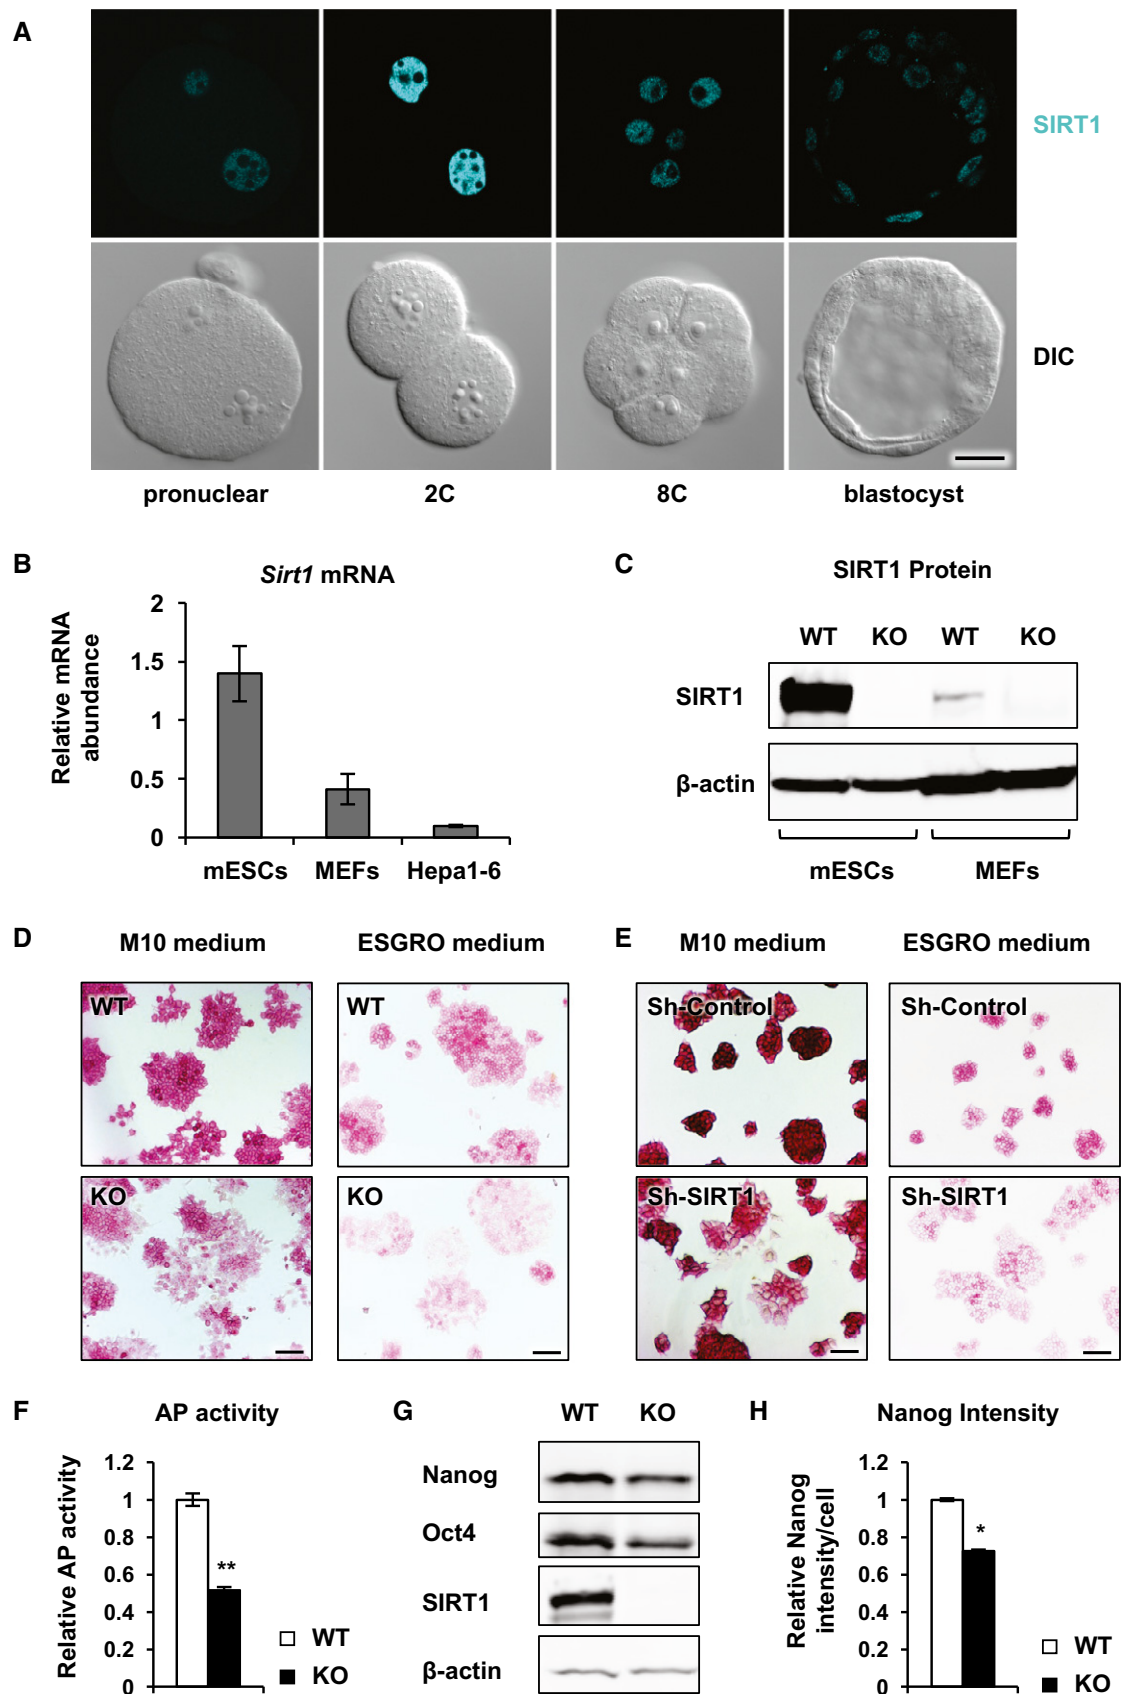 A
SIRT1
DIC
pronuclear 2C 8C blastocyst
B
Sirt1 mRNA
Relative mRNA
abundance
2
1.5
1
0.5
0
mESCs MEFs Hepa1-6
C
SIRT1 Protein
WT KO WT KO
SIRT1
β-actin
mESCs MEFs
D
M10 medium ESGRO medium
WT WT
KO KO
E
M10 medium ESGRO medium
Sh-Control Sh-Control
Sh-SIRT1 Sh-SIRT1
F
AP activity
Relative AP activity
1.2
1
0.8
0.6
0.4
0.2
0
**
WT
KO
G
WT KO
Nanog
Oct4
SIRT1
β-actin
H
Nanog Intensity
Relative Nanog
intensity/cell
1.2
1
0.8
0.6
0.4
0.2
0
*
WT
KO